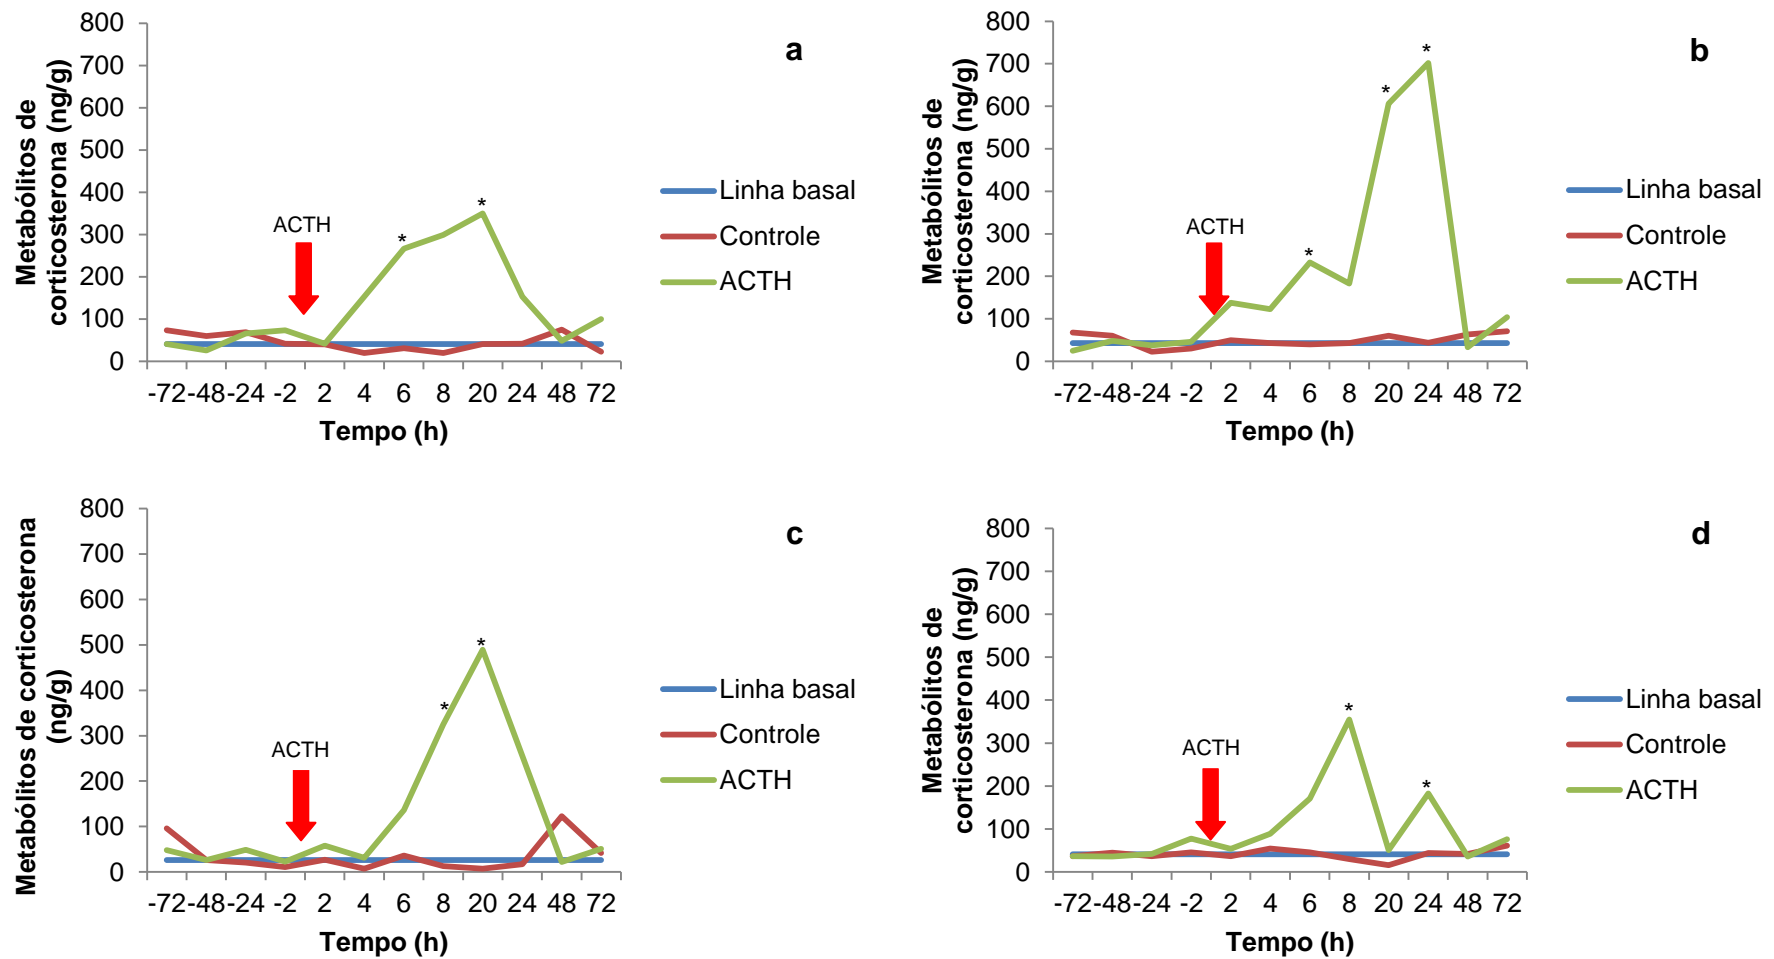 a
800
700
600
500
400
300
200
100
0
Metabólitos de
corticosterona (ng/g)
ACTH
*
*
-72 -48 -24 -2 2 4 6 8 20 24 48 72
Tempo (h)
Linha basal
Controle
ACTH
b
800
700
600
500
400
300
200
100
0
Metabólitos de
corticosterona (ng/g)
ACTH
*
*
*
-72 -48 -24 -2 2 4 6 8 20 24 48 72
Tempo (h)
Linha basal
Controle
ACTH
c
800
700
600
500
400
300
200
100
0
Metabólitos de corticosterona
(ng/g)
ACTH
*
*
-72 -48 -24 -2 2 4 6 8 20 24 48 72
Tempo (h)
Linha basal
Controle
ACTH
d
800
700
600
500
400
300
200
100
0
Metabólitos de
corticosterona (ng/g)
ACTH
*
*
-72 -48 -24 -2 2 4 6 8 20 24 48 72
Tempo (h)
Linha basal
Controle
ACTH